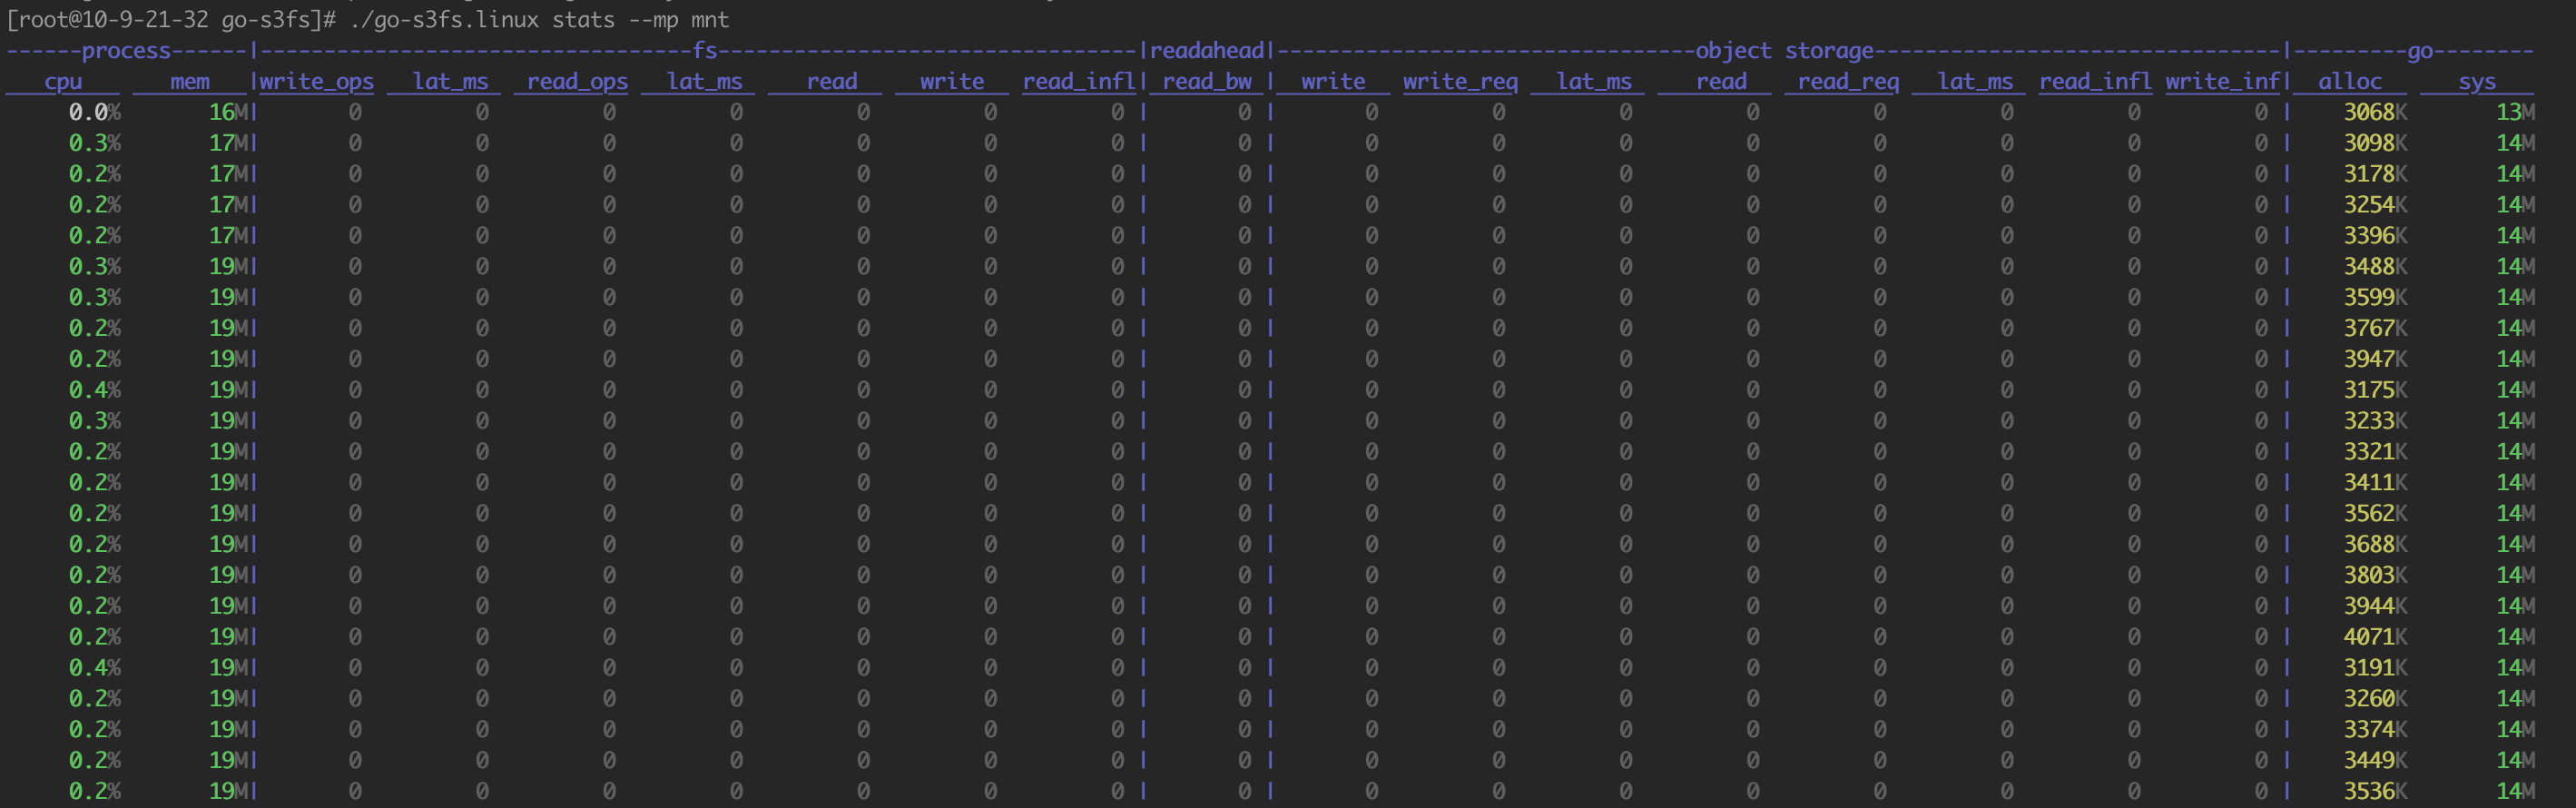 [root@10-9-21-32 go-s3fs]# ./go-s3fs.linux stats --mp mnt
------process------|----------------------------------fs---------------------------------|readahead|---------------------------------object storage--------------------------------|---------go--------
cpu mem |write_ops lat_ms read_ops lat_ms read write read_infl| read_bw | write write_req lat_ms read read_req lat_ms read_infl write_inf| alloc sys
0.0% 16M| 0 0 0 0 0 0 0 | 0 | 0 0 0 0 0 0 0 0 | 3068K 13M
0.3% 17M| 0 0 0 0 0 0 0 | 0 | 0 0 0 0 0 0 0 0 | 3098K 14M
0.2% 17M| 0 0 0 0 0 0 0 | 0 | 0 0 0 0 0 0 0 0 | 3178K 14M
0.2% 17M| 0 0 0 0 0 0 0 | 0 | 0 0 0 0 0 0 0 0 | 3254K 14M
0.2% 17M| 0 0 0 0 0 0 0 | 0 | 0 0 0 0 0 0 0 0 | 3396K 14M
0.3% 19M| 0 0 0 0 0 0 0 | 0 | 0 0 0 0 0 0 0 0 | 3488K 14M
0.3% 19M| 0 0 0 0 0 0 0 | 0 | 0 0 0 0 0 0 0 0 | 3599K 14M
0.2% 19M| 0 0 0 0 0 0 0 | 0 | 0 0 0 0 0 0 0 0 | 3767K 14M
0.2% 19M| 0 0 0 0 0 0 0 | 0 | 0 0 0 0 0 0 0 0 | 3947K 14M
0.4% 19M| 0 0 0 0 0 0 0 | 0 | 0 0 0 0 0 0 0 0 | 3175K 14M
0.3% 19M| 0 0 0 0 0 0 0 | 0 | 0 0 0 0 0 0 0 0 | 3233K 14M
0.2% 19M| 0 0 0 0 0 0 0 | 0 | 0 0 0 0 0 0 0 0 | 3321K 14M
0.2% 19M| 0 0 0 0 0 0 0 | 0 | 0 0 0 0 0 0 0 0 | 3411K 14M
0.2% 19M| 0 0 0 0 0 0 0 | 0 | 0 0 0 0 0 0 0 0 | 3562K 14M
0.2% 19M| 0 0 0 0 0 0 0 | 0 | 0 0 0 0 0 0 0 0 | 3688K 14M
0.2% 19M| 0 0 0 0 0 0 0 | 0 | 0 0 0 0 0 0 0 0 | 3803K 14M
0.2% 19M| 0 0 0 0 0 0 0 | 0 | 0 0 0 0 0 0 0 0 | 3944K 14M
0.2% 19M| 0 0 0 0 0 0 0 | 0 | 0 0 0 0 0 0 0 0 | 4071K 14M
0.4% 19M| 0 0 0 0 0 0 0 | 0 | 0 0 0 0 0 0 0 0 | 3191K 14M
0.2% 19M| 0 0 0 0 0 0 0 | 0 | 0 0 0 0 0 0 0 0 | 3260K 14M
0.2% 19M| 0 0 0 0 0 0 0 | 0 | 0 0 0 0 0 0 0 0 | 3374K 14M
0.2% 19M| 0 0 0 0 0 0 0 | 0 | 0 0 0 0 0 0 0 0 | 3449K 14M
0.2% 19M| 0 0 0 0 0 0 0 | 0 | 0 0 0 0 0 0 0 0 | 3536K 14M